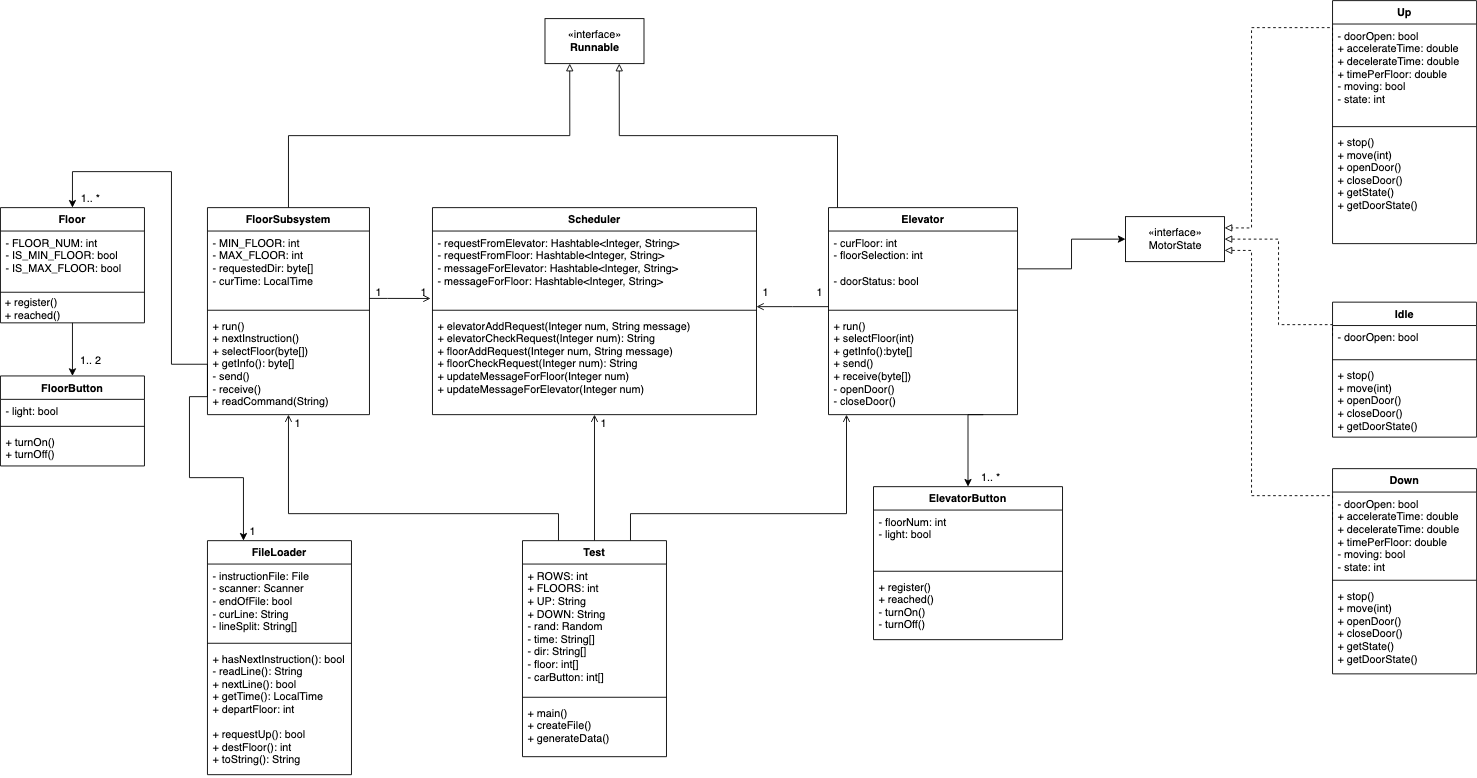 «interface»
Runnable
Up
- doorOpen: bool
+ accelerateTime: double
+ decelerateTime: double
+ timePerFloor: double
- moving: bool
- state: int
+ stop()
+ move(int)
+ openDoor()
+ closeDoor()
+ getState()
+ getDoorState()
1.. *
Floor
- FLOOR_NUM: int
- IS_MIN_FLOOR: bool
- IS_MAX_FLOOR: bool
+ register()
+ reached()
1.. 2
FloorButton
- light: bool
+ turnOn()
+ turnOff()
FloorSubsystem
- MIN_FLOOR: int
- MAX_FLOOR: int
- requestedDir: byte[]
- curTime: LocalTime
+ run()
+ nextInstruction()
+ selectFloor(byte[])
+ getInfo(): byte[]
- send()
- receive()
+ readCommand(String)
1
1
1
Scheduler
- requestFromElevator: Hashtable<Integer, String>
- requestFromFloor: Hashtable<Integer, String>
- messageForElevator: Hashtable<Integer, String>
- messageForFloor: Hashtable<Integer, String>
+ elevatorAddRequest(Integer num, String message)
+ elevatorCheckRequest(Integer num): String
+ floorAddRequest(Integer num, String message)
+ floorCheckRequest(Integer num): String
+ updateMessageForFloor(Integer num)
+ updateMessageForElevator(Integer num)
1
1
1
Elevator
- curFloor: int
- floorSelection: int
- doorStatus: bool
+ run()
+ selectFloor(int)
+ getInfo():byte[]
+ send()
+ receive(byte[])
- openDoor()
- closeDoor()
«interface»
MotorState
Idle
- doorOpen: bool
+ stop()
+ move(int)
+ openDoor()
+ closeDoor()
+ getDoorState()
1.. *
ElevatorButton
- floorNum: int
- light: bool
+ register()
+ reached()
- turnOn()
- turnOff()
Down
- doorOpen: bool
+ accelerateTime: double
+ decelerateTime: double
+ timePerFloor: double
- moving: bool
- state: int
+ stop()
+ move(int)
+ openDoor()
+ closeDoor()
+ getState()
+ getDoorState()
1
FileLoader
- instructionFile: File
- scanner: Scanner
- endOfFile: bool
- curLine: String
- lineSplit: String[]
+ hasNextInstruction(): bool
- readLine(): String
+ nextLine(): bool
+ getTime(): LocalTime
+ departFloor: int
+ requestUp(): bool
+ destFloor(): int
+ toString(): String
Test
+ ROWS: int
+ FLOORS: int
+ UP: String
+ DOWN: String
- rand: Random
- time: String[]
- dir: String[]
- floor: int[]
- carButton: int[]
+ main()
+ createFile()
+ generateData()